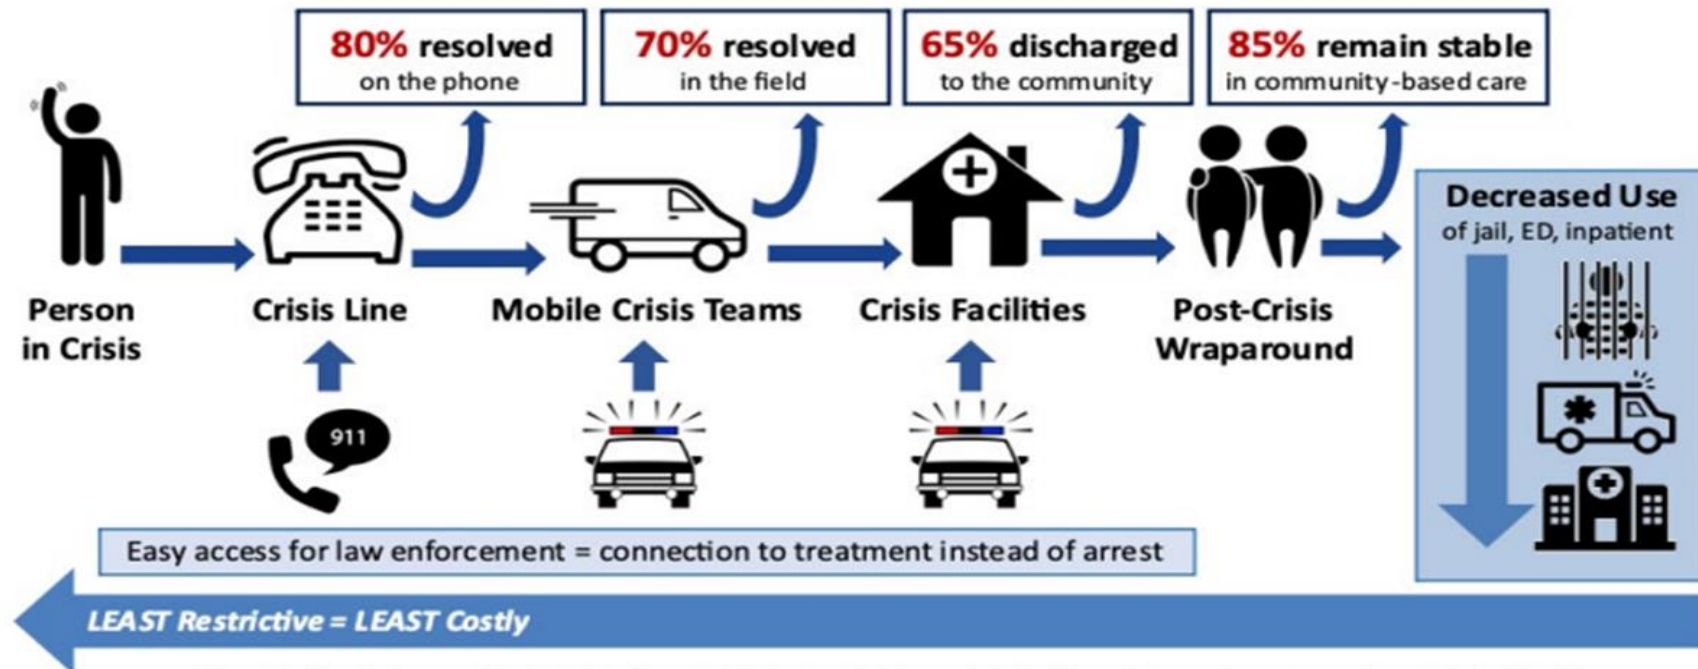 80% resolved
on the phone
70% resolved
in the field
65% discharged
to the community
85% remain stable
in community-based care
Person
in Crisis
Crisis Line
Mobile Crisis Teams
Crisis Facilities
Post-Crisis
Wraparound
Decreased Use
of jail, ED, inpatient
911
Easy access for law enforcement = connection to treatment instead of arrest
LEAST Restrictive = LEAST Costly